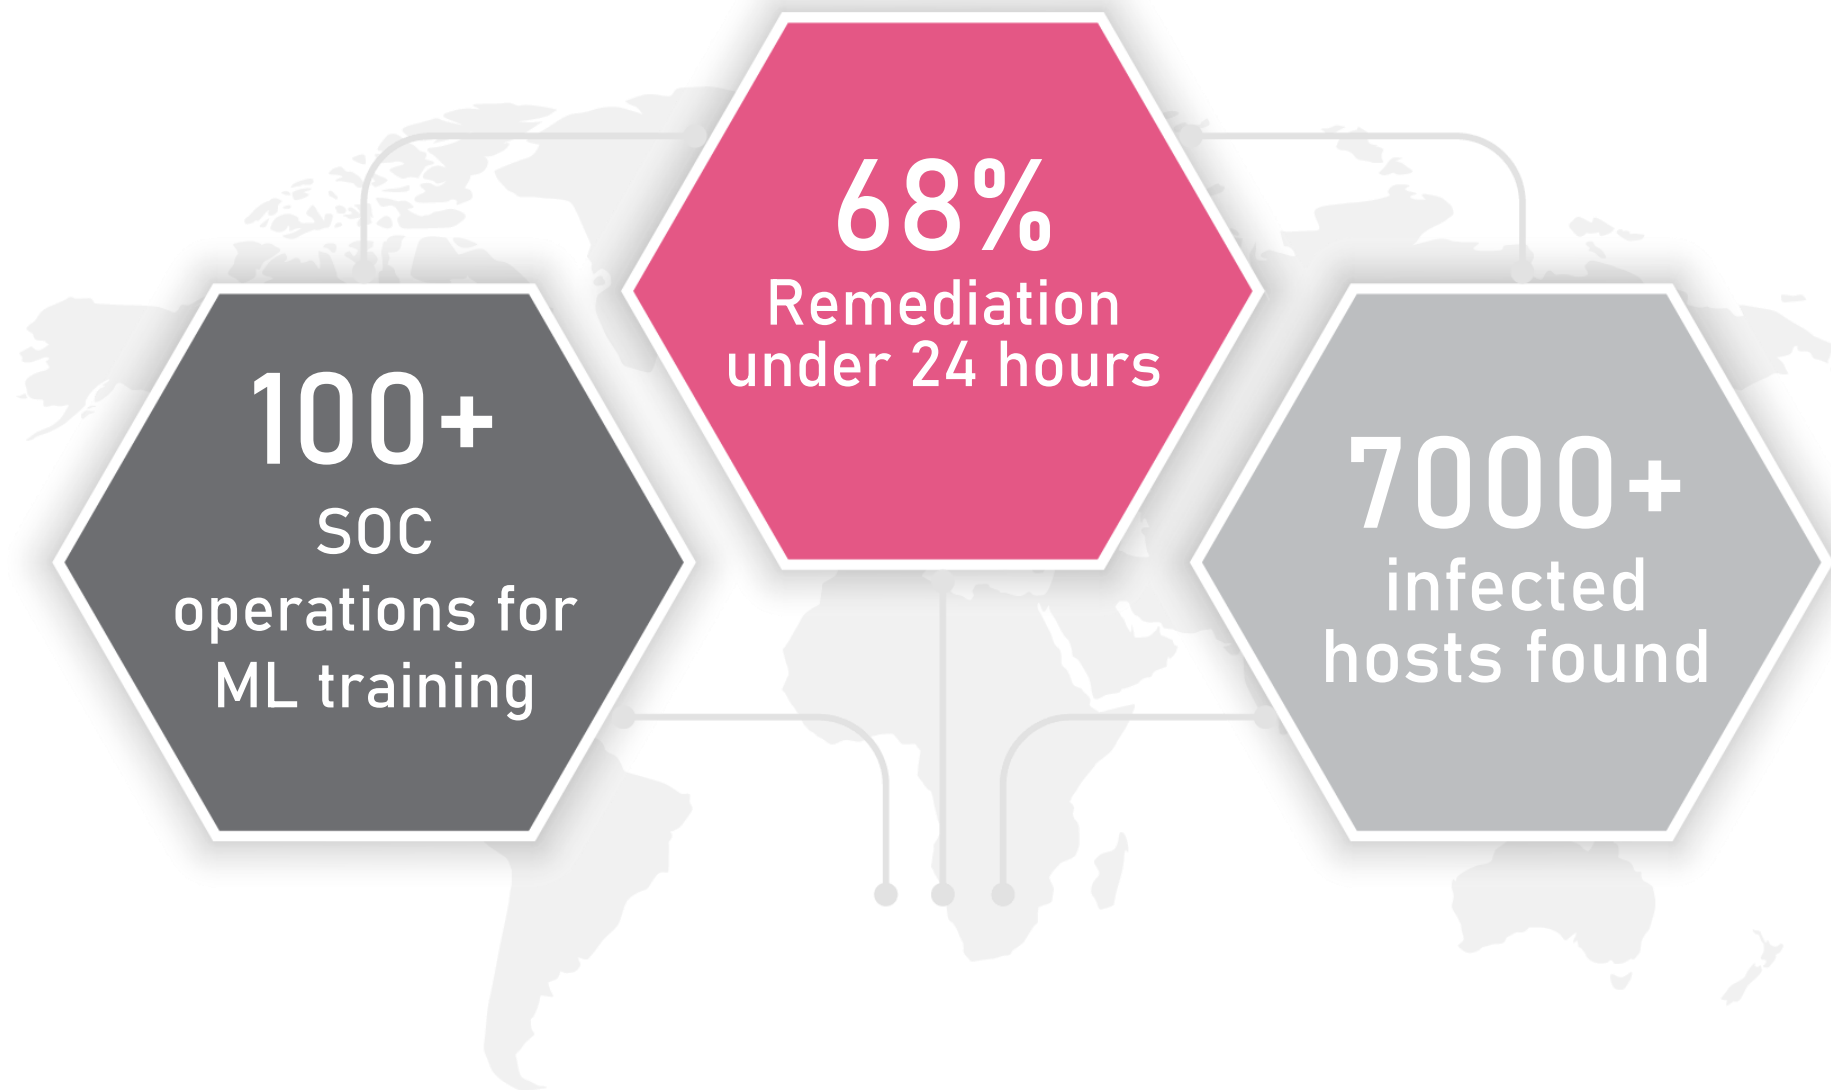 100+
SOC
operations for
ML training
68%
Remediation
under 24 hours
7000+
infected
hosts found